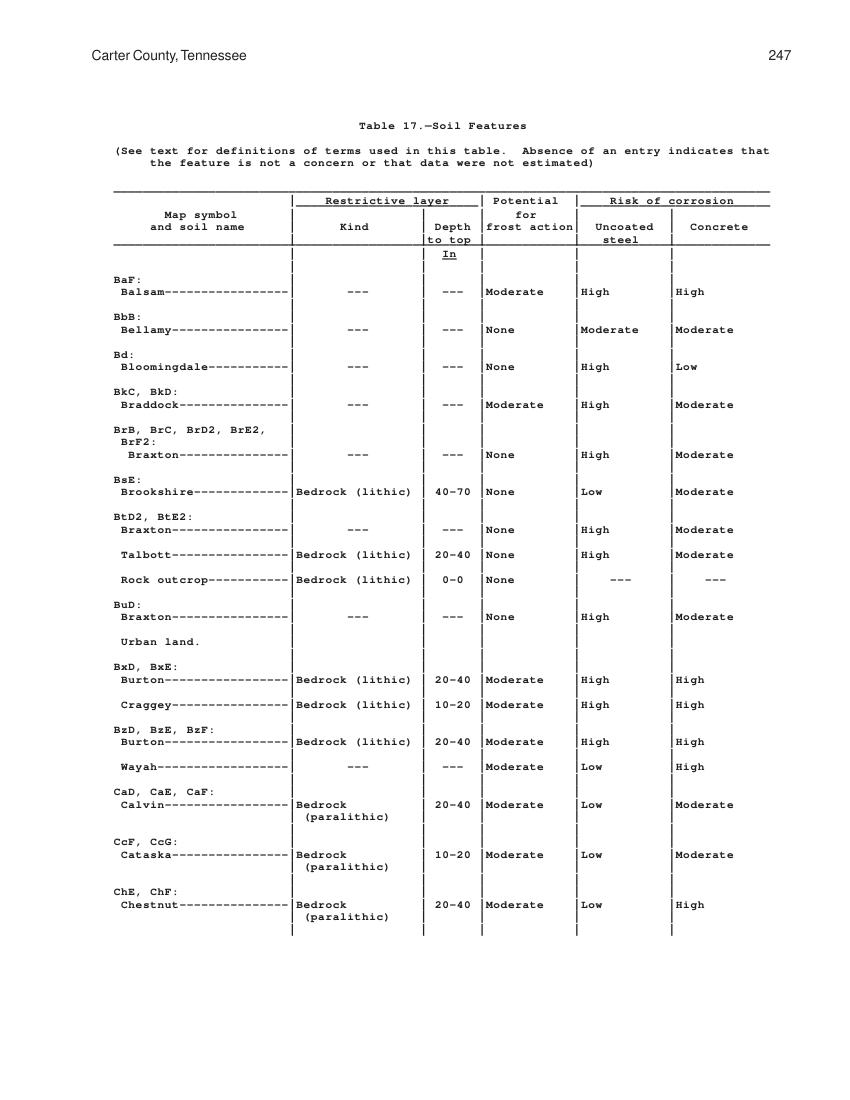 Carter County, Tennessee 247
Table 17.—Soil Features
(See text for definitions of terms used in this table. Absence of an entry indicates that
the feature is not a concern or that data were not estimated)
Restrictive layer | Potential | Risk of corrosion
Map symbol | | | for | |
and soil name | Kind | Depth | frost action | Uncoated | Concrete
| | to top | | steel |
| | In | | |
BaF:
Balsam-----------------| --- | --- | Moderate | High | High
BbB:
Bellamy----------------| --- | --- | None | Moderate | Moderate
Bd:
Bloomingdale-----------| --- | --- | None | High | Low
BkC, BkD:
Braddock---------------| --- | --- | Moderate | High | Moderate
BrB, BrC, BrD2, BrE2,
BrF2:
Braxton---------------| --- | --- | None | High | Moderate
BsE:
Brookshire-------------| Bedrock (lithic) | 40-70 | None | Low | Moderate
BtD2, BtE2:
Braxton----------------| --- | --- | None | High | Moderate
Talbott----------------| Bedrock (lithic) | 20-40 | None | High | Moderate
Rock outcrop-----------| Bedrock (lithic) | 0-0 | None | --- | ---
BuD:
Braxton----------------| --- | --- | None | High | Moderate
Urban land.
BxD, BxE:
Burton-----------------| Bedrock (lithic) | 20-40 | Moderate | High | High
Craggey----------------| Bedrock (lithic) | 10-20 | Moderate | High | High
BzD, BzE, BzF:
Burton-----------------| Bedrock (lithic) | 20-40 | Moderate | High | High
Wayah------------------| --- | --- | Moderate | Low | High
CaD, CaE, CaF:
Calvin-----------------| Bedrock | 20-40 | Moderate | Low | Moderate
(paralithic)
CcF, CcG:
Cataska----------------| Bedrock | 10-20 | Moderate | Low | Moderate
(paralithic)
ChE, ChF:
Chestnut---------------| Bedrock | 20-40 | Moderate | Low | High
(paralithic)